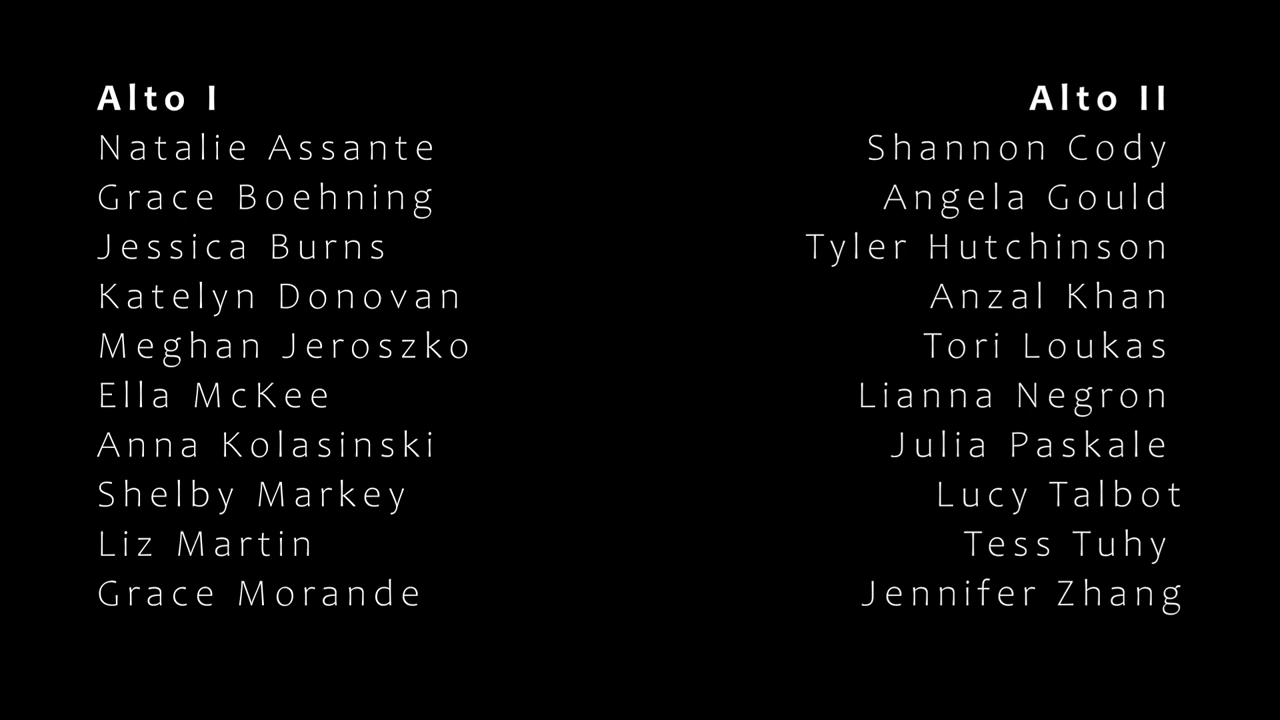 Alto I
Natalie Assante
Grace Boehning
Jessica Burns
Katelyn Donovan
Meghan Jeroszko
Ella McKee
Anna Kolasinski
Shelby Markey
Liz Martin
Grace Morande
Alto II
Shannon Cody
Angela Gould
Tyler Hutchinson
Anzal Khan
Tori Loukas
Lianna Negron
Julia Paskale
Lucy Talbot
Tess Tuhy
Jennifer Zhang